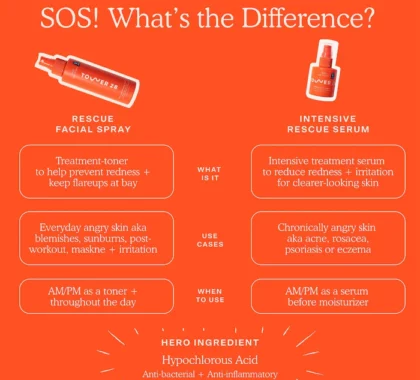 SOS! What's the Difference?
TOWER 28
RESCUE
FACIAL SPRAY
INTENSIVE
RESCUE SERUM
Treatment-toner
to help prevent redness +
keep flareups at bay
WHAT
IS IT
Intensive treatment serum
to reduce redness + irritation
for clearer-looking skin
Everyday angry skin aka
blemishes, sunburns, post-
workout, maskne + irritation
USE
CASES
Chronically angry skin
aka acne, rosacea,
psoriasis or eczema
AM/PM as a toner +
throughout the day
WHEN
TO USE
AM/PM as a serum
before moisturizer
HERO INGREDIENT
Hypochlorous Acid
Anti-bacterial + Anti-inflammatory